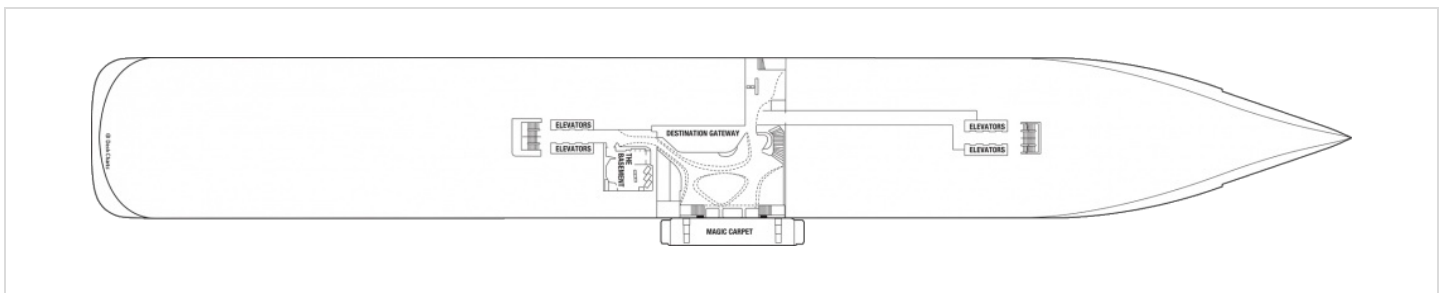 ELEVATORS
ELEVATORS
THE
BASEMENT
DESTINATION GATEWAY
MAGIC CARPET
ELEVATORS
ELEVATORS